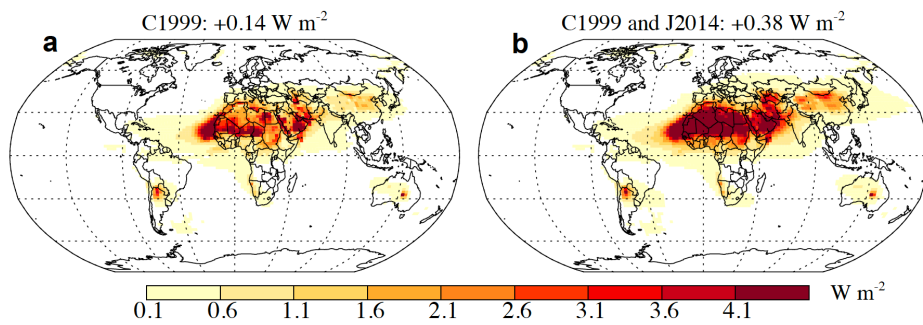 a
C1999: +0.14 W m-2
b
C1999 and J2014: +0.38 W m-2
0.1 0.6 1.1 1.6 2.1 2.6 3.1 3.6 4.1
W m-2